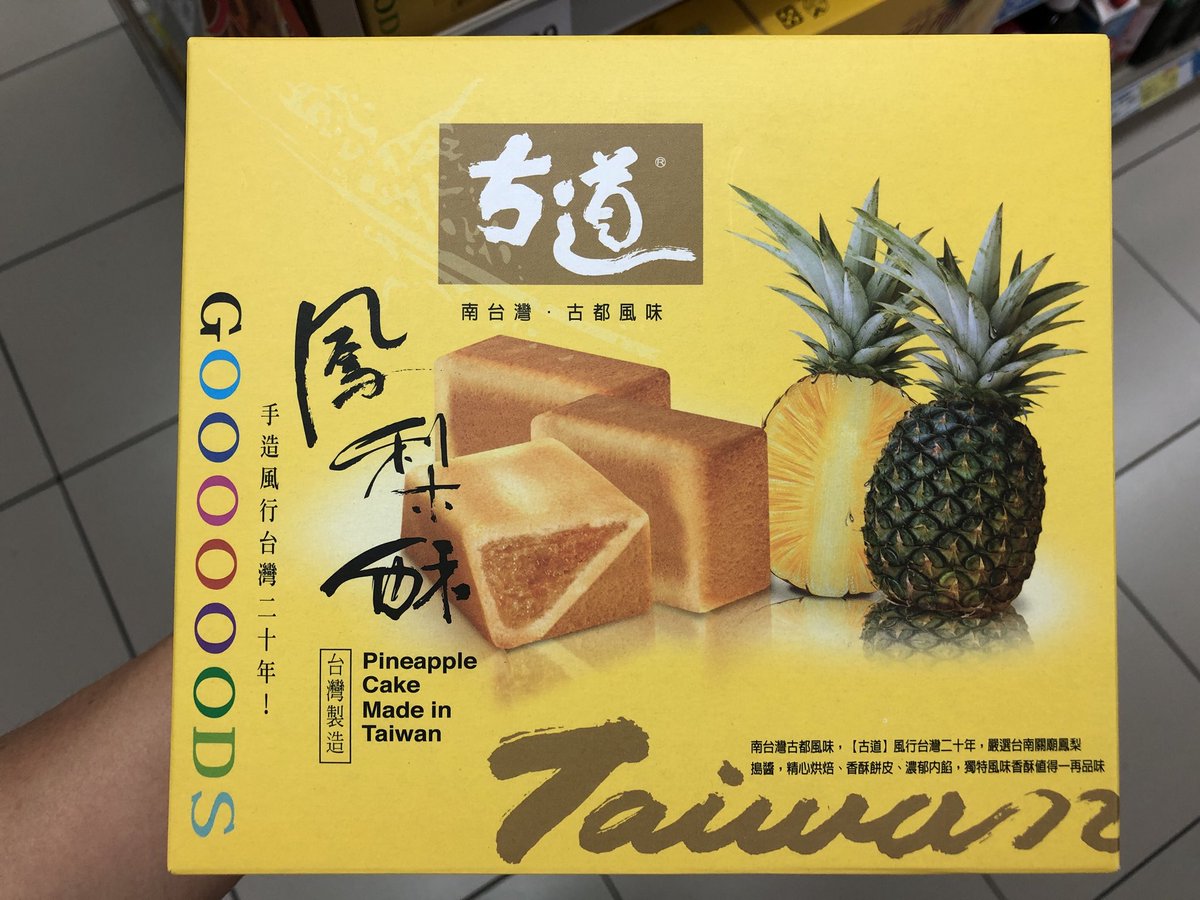 古道®
南台灣·古都風味
鳳梨酥
GOOOOOODS
手造風行台灣二十年！
台灣製造
Pineapple
Cake
Made in
Taiwan
南台灣古都風味，【古道】風行台灣二十年，嚴選台南關廟鳳梨
搗醬，精心烘焙、香酥餅皮、濃郁內餡，獨特風味香酥值得一再品味
Taiwan